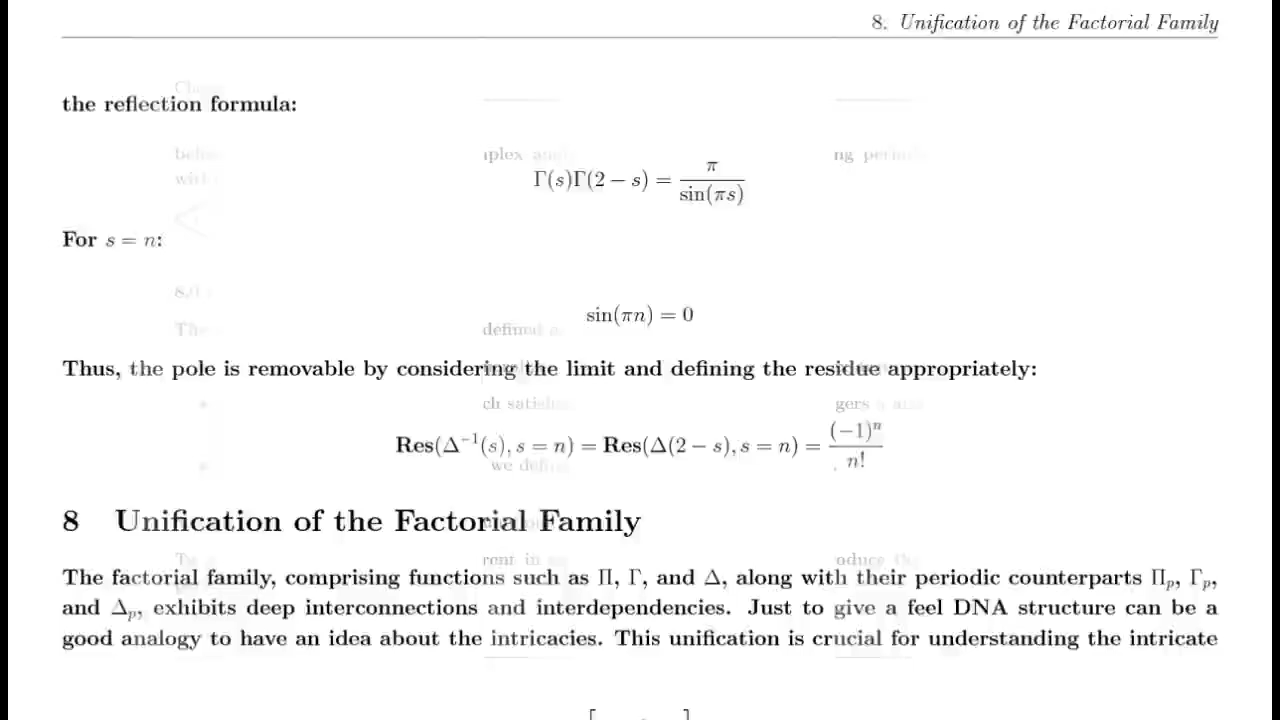 8. Unification of the Factorial Family
the reflection formula:
Γ(s)Γ(2 − s) = π / sin(πs)
For s = n:
sin(πn) = 0
Thus, the pole is removable by considering the limit and defining the residue appropriately:
Res(Δ⁻¹(s), s = n) = Res(Δ(2 − s), s = n) = (−1)ⁿ / n!
8 Unification of the Factorial Family
The factorial family, comprising functions such as Π, Γ, and Δ, along with their periodic counterparts Πₚ, Γₚ,
and Δₚ, exhibits deep interconnections and interdependencies. Just to give a feel DNA structure can be a
good analogy to have an idea about the intricacies. This unification is crucial for understanding the intricate